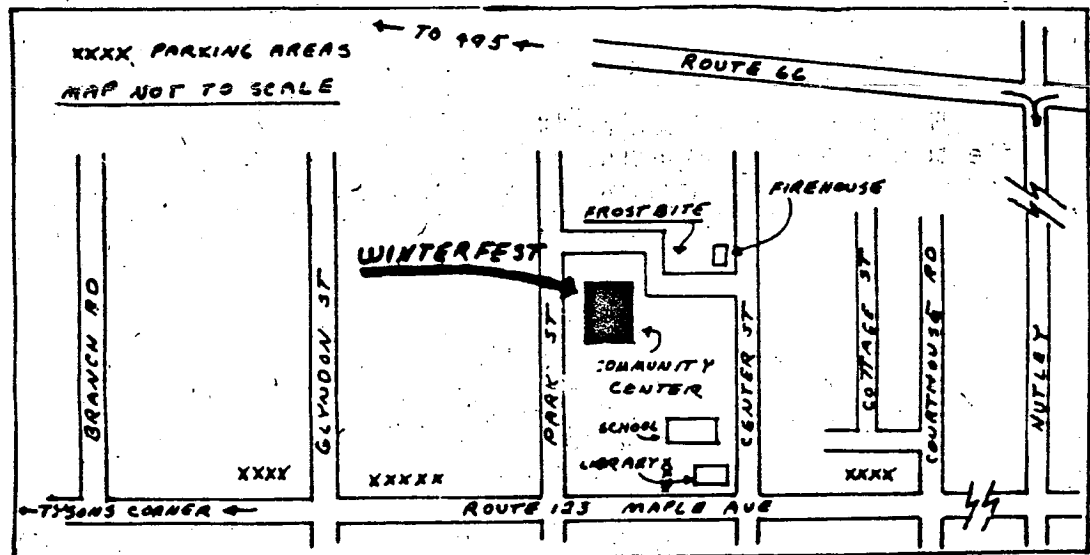 ← TO 495 ←
XXXX PARKING AREAS
MAP NOT TO SCALE
ROUTE 66
FIREHOUSE
FROST BITE
WINTERFEST
BRANCH RD
GLYNDON ST
PARK ST
COMMUNITY
CENTER
CENTER ST
COTTAGE ST
COURTHOUSE RD
NUTLEY
SCHOOL
LIBRARY
XXXX
XXXXX
XXXX
← TYSONS CORNER ←
ROUTE 123 MAPLE AVE